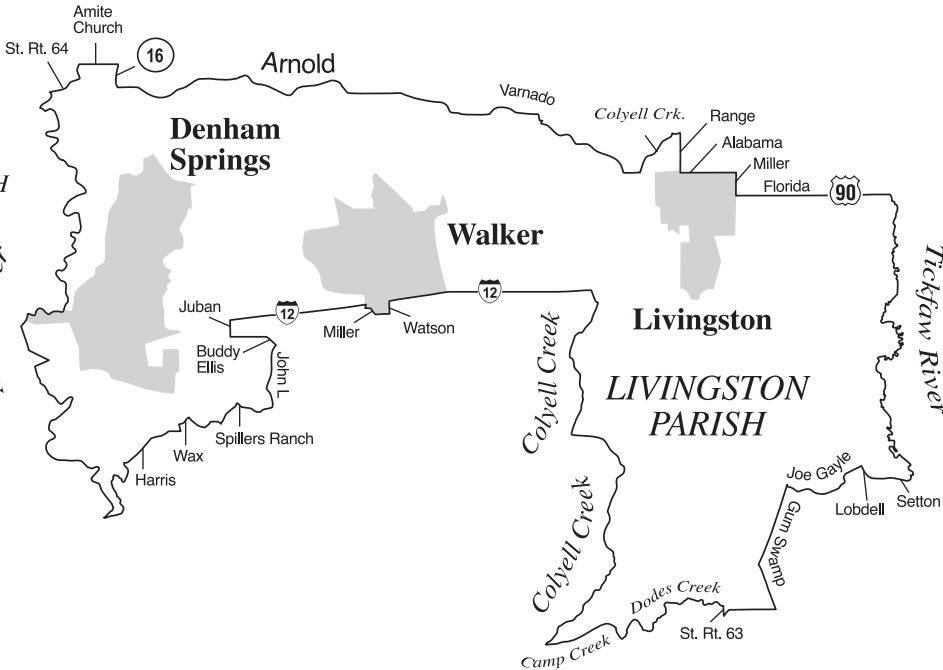 Amite
Church
St. Rt. 64
16
Arnold
Varnado
Colyell Crk.
Range
Alabama
Miller
Florida
90
Denham
Springs
H
Walker
Tickfaw River
12
12
Juban
Miller
Watson
Livingston
Buddy
Ellis
John L
Colyell Creek
LIVINGSTON
PARISH
Spillers Ranch
Wax
Harris
Joe Gayle
Lobdell
Setton
Gum Swamp
Colyell Creek
Dodes Creek
St. Rt. 63
Camp Creek